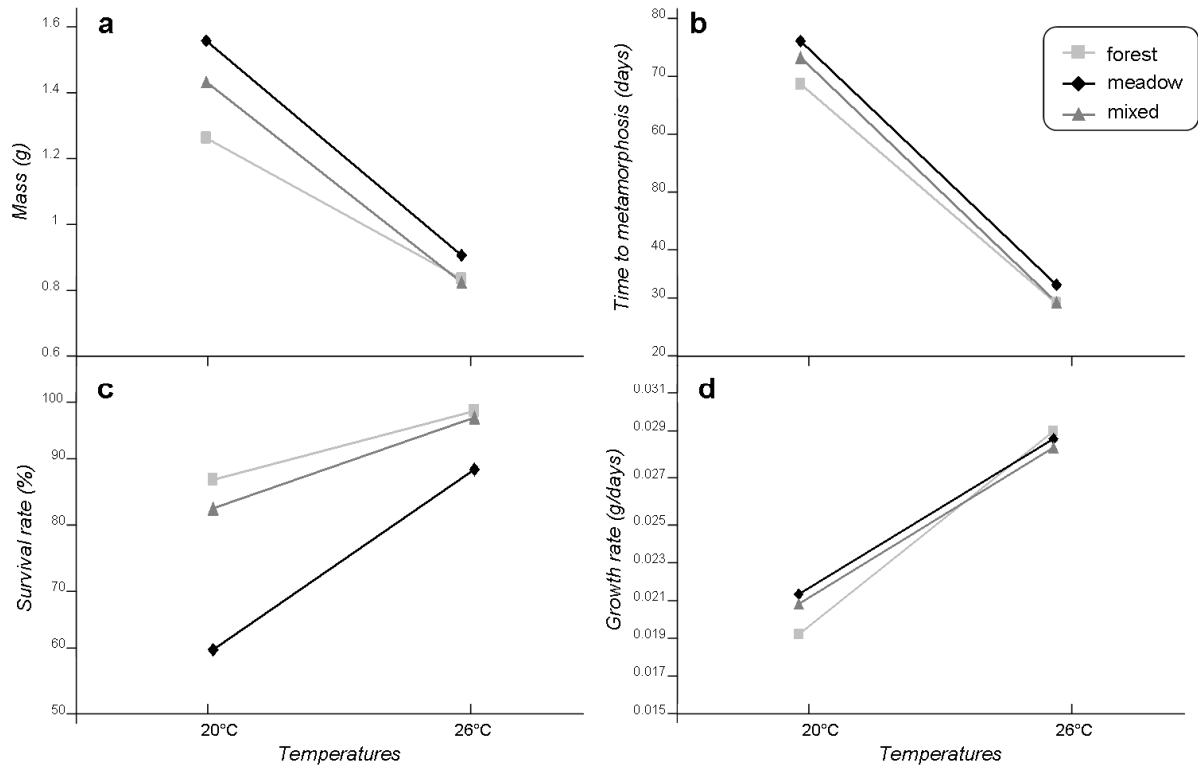 a
1.6
1.4
1.2
1
0.8
0.6
Mass (g)
b
80
70
60
80
40
30
20
Time to metamorphosis (days)
forest
meadow
mixed
c
100
90
80
70
60
50
Survival rate (%)
20°C
26°C
Temperatures
d
0.031
0.029
0.027
0.025
0.023
0.021
0.019
0.017
0.015
Growth rate (g/days)
20°C
26°C
Temperatures